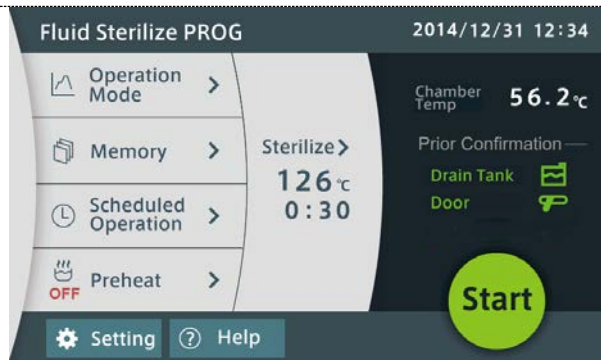 Fluid Sterilize PROG
2014/12/31 12:34
Operation
Mode
Memory
Scheduled
Operation
OFF
Preheat
Sterilize
126℃
0:30
Chamber
Temp
56.2℃
Prior Confirmation
Drain Tank
Door
Start
Setting
? Help